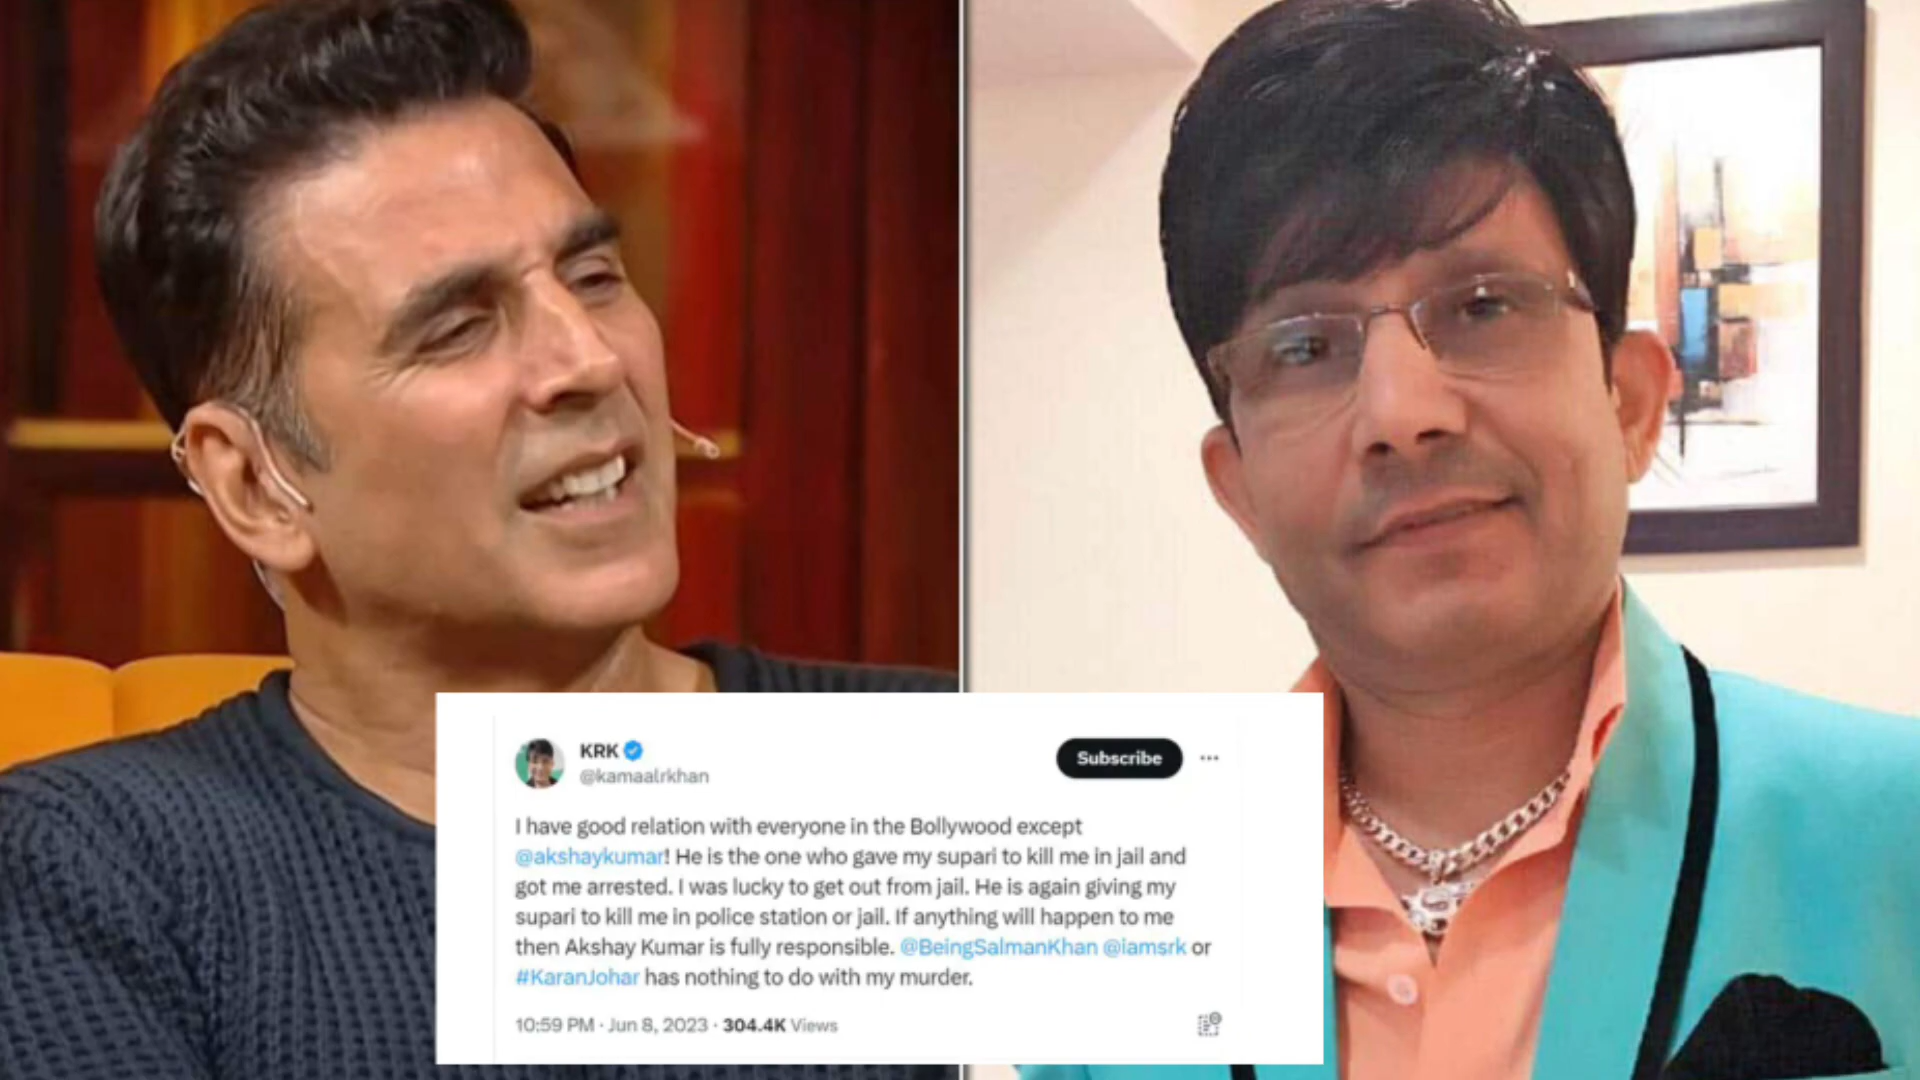 KRK
@kamaalrkhan
Subscribe
I have good relation with everyone in the Bollywood except
@akshaykumar! He is the one who gave my supari to kill me in jail and
got me arrested. I was lucky to get out from jail. He is again giving my
supari to kill me in police station or jail. If anything will happen to me
then Akshay Kumar is fully responsible. @BeingSalmanKhan @iamsrk or
#KaranJohar has nothing to do with my murder.
10:59 PM · Jun 8, 2023 · 304.4K Views